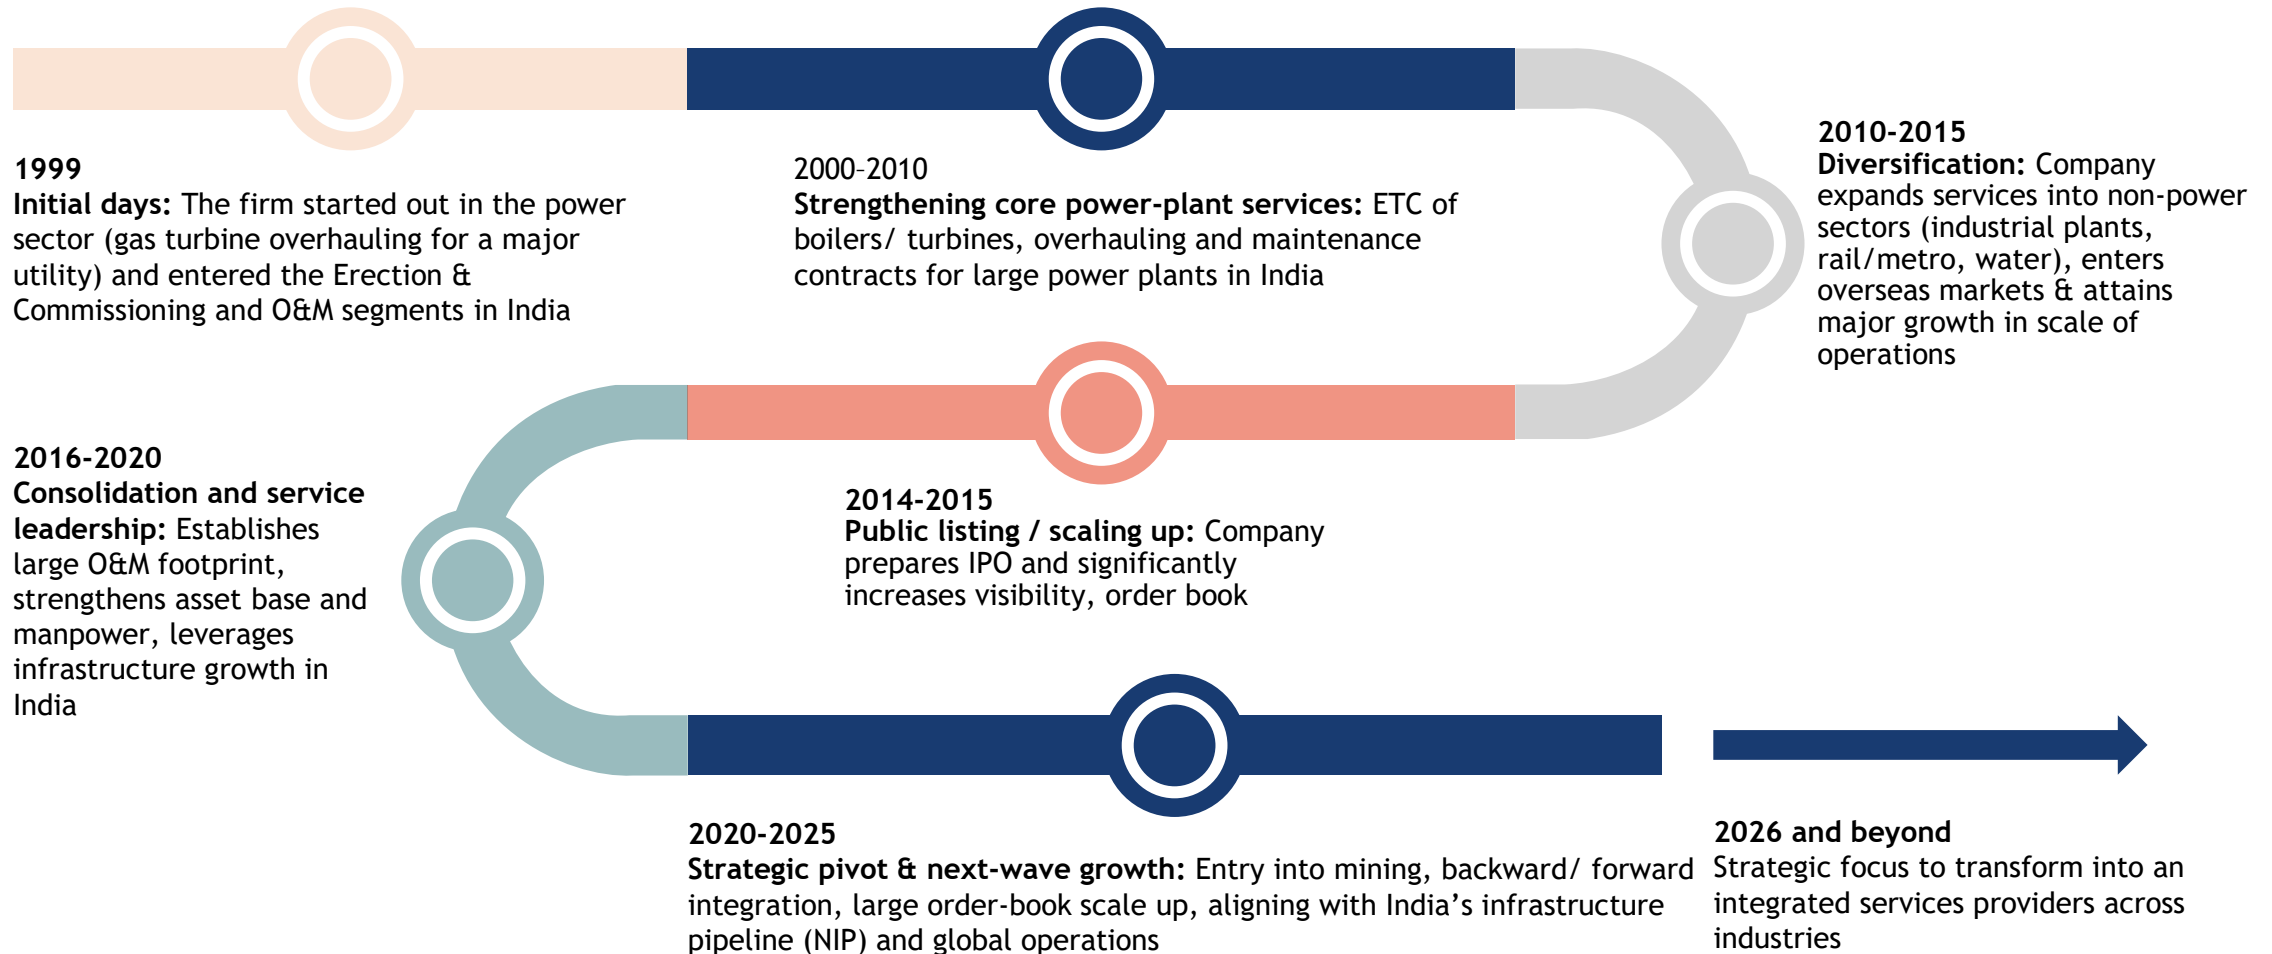 1999
Initial days: The firm started out in the power
sector (gas turbine overhauling for a major
utility) and entered the Erection &
Commissioning and O&M segments in India
2000-2010
Strengthening core power-plant services: ETC of
boilers/ turbines, overhauling and maintenance
contracts for large power plants in India
2010-2015
Diversification: Company
expands services into non-power
sectors (industrial plants,
rail/metro, water), enters
overseas markets & attains
major growth in scale of
operations
2014-2015
Public listing / scaling up: Company
prepares IPO and significantly
increases visibility, order book
2016-2020
Consolidation and service
leadership: Establishes
large O&M footprint,
strengthens asset base and
manpower, leverages
infrastructure growth in
India
2020-2025
Strategic pivot & next-wave growth: Entry into mining, backward/ forward
integration, large order-book scale up, aligning with India’s infrastructure
pipeline (NIP) and global operations
2026 and beyond
Strategic focus to transform into an
integrated services providers across
industries